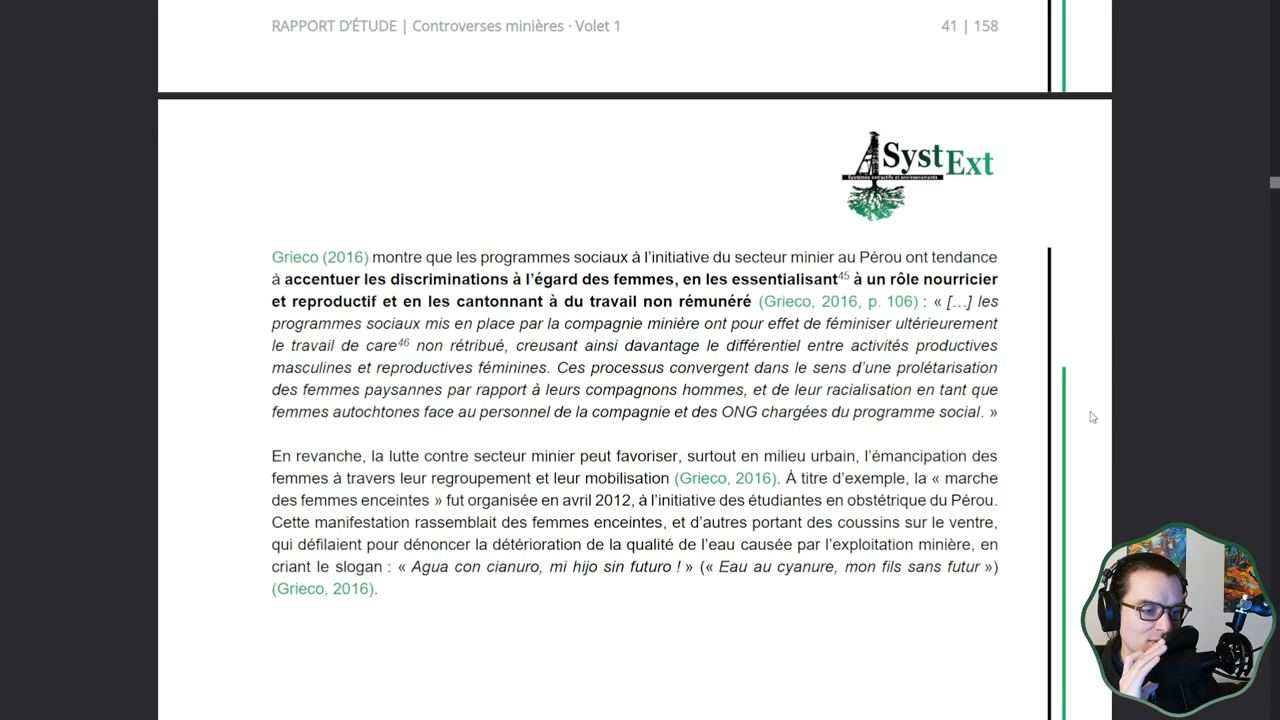 RAPPORT D'ÉTUDE | Controverses minières · Volet 1 41 | 158
SystExt
Systèmes extractifs et environnements
Grieco (2016) montre que les programmes sociaux à l'initiative du secteur minier au Pérou ont tendance
à accentuer les discriminations à l'égard des femmes, en les essentialisant45 à un rôle nourricier
et reproductif et en les cantonnant à du travail non rémunéré (Grieco, 2016, p. 106) : « […] les
programmes sociaux mis en place par la compagnie minière ont pour effet de féminiser ultérieurement
le travail de care46 non rétribué, creusant ainsi davantage le différentiel entre activités productives
masculines et reproductives féminines. Ces processus convergent dans le sens d'une prolétarisation
des femmes paysannes par rapport à leurs compagnons hommes, et de leur racialisation en tant que
femmes autochtones face au personnel de la compagnie et des ONG chargées du programme social. »
En revanche, la lutte contre secteur minier peut favoriser, surtout en milieu urbain, l'émancipation des
femmes à travers leur regroupement et leur mobilisation (Grieco, 2016). À titre d'exemple, la « marche
des femmes enceintes » fut organisée en avril 2012, à l'initiative des étudiantes en obstétrique du Pérou.
Cette manifestation rassemblait des femmes enceintes, et d'autres portant des coussins sur le ventre,
qui défilaient pour dénoncer la détérioration de la qualité de l'eau causée par l'exploitation minière, en
criant le slogan : « Agua con cianuro, mi hijo sin futuro ! » (« Eau au cyanure, mon fils sans futur »)
(Grieco, 2016).